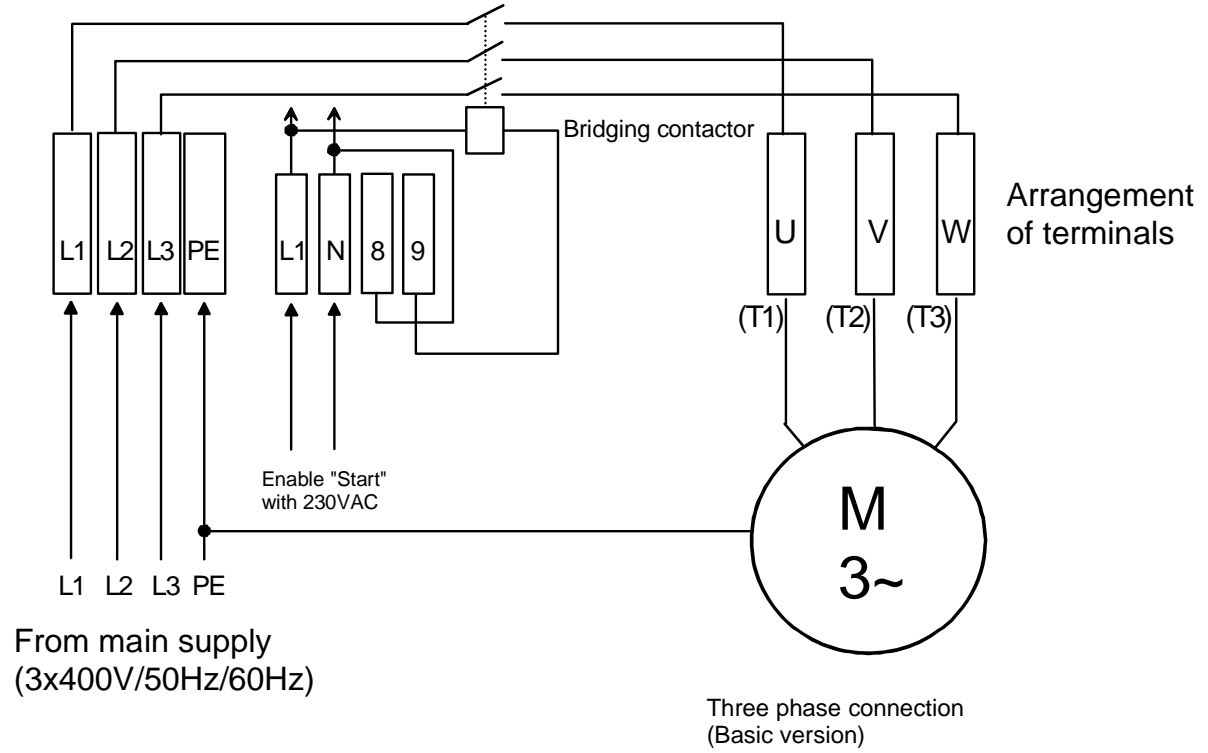 Bridging contactor
L1 L2 L3 PE L1 N 8 9 U V W
Arrangement
of terminals
(T1) (T2) (T3)
Enable "Start"
with 230VAC
M
3~
L1 L2 L3 PE
From main supply
(3x400V/50Hz/60Hz)
Three phase connection
(Basic version)